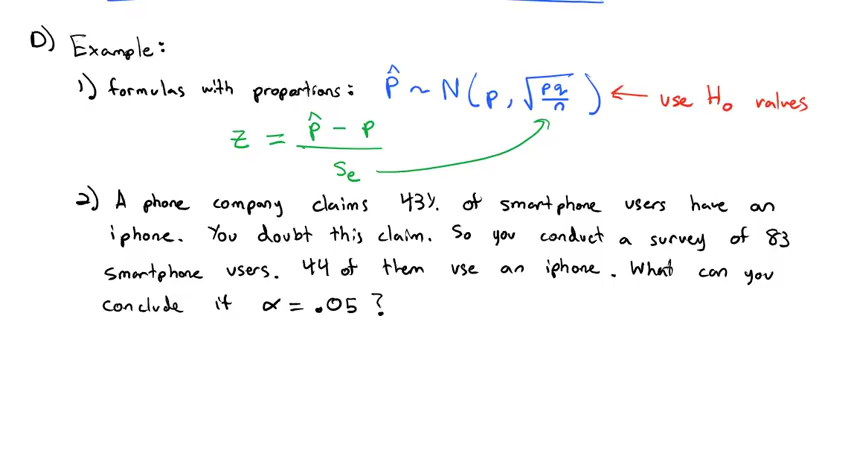 D) Example:
1) formulas with proportions: P̂ ~ N(p, √(pq/n)) ← use H₀ values
z = (P̂ - p)/Se
2) A phone company claims 43% of smartphone users have an
iphone. You doubt this claim. So you conduct a survey of 83
smartphone users. 44 of them use an iphone. What can you
conclude if α = .05?